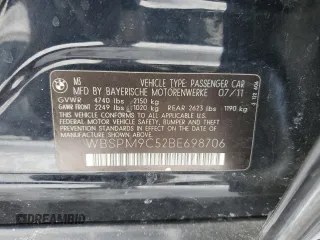 BMW
M3
VEHICLE TYPE: PASSENGER CAR
MFD BY BAYERISCHE MOTORENWERKE 07/11
GVWR 4740 lbs 2150 kg
GAWR FRONT 2249 lbs 1020 kg REAR 2623 lbs 1190 kg
THIS VEHICLE CONFORMS TO ALL APPLICABLE
FEDERAL MOTOR VEHICLE SAFETY, BUMPER,
AND THEFT PREVENTION STANDARDS IN EFFECT
ON THE DATE OF MANUFACTURE SHOWN ABOVE.
WBSPM9C52BE698706
DREAMBID